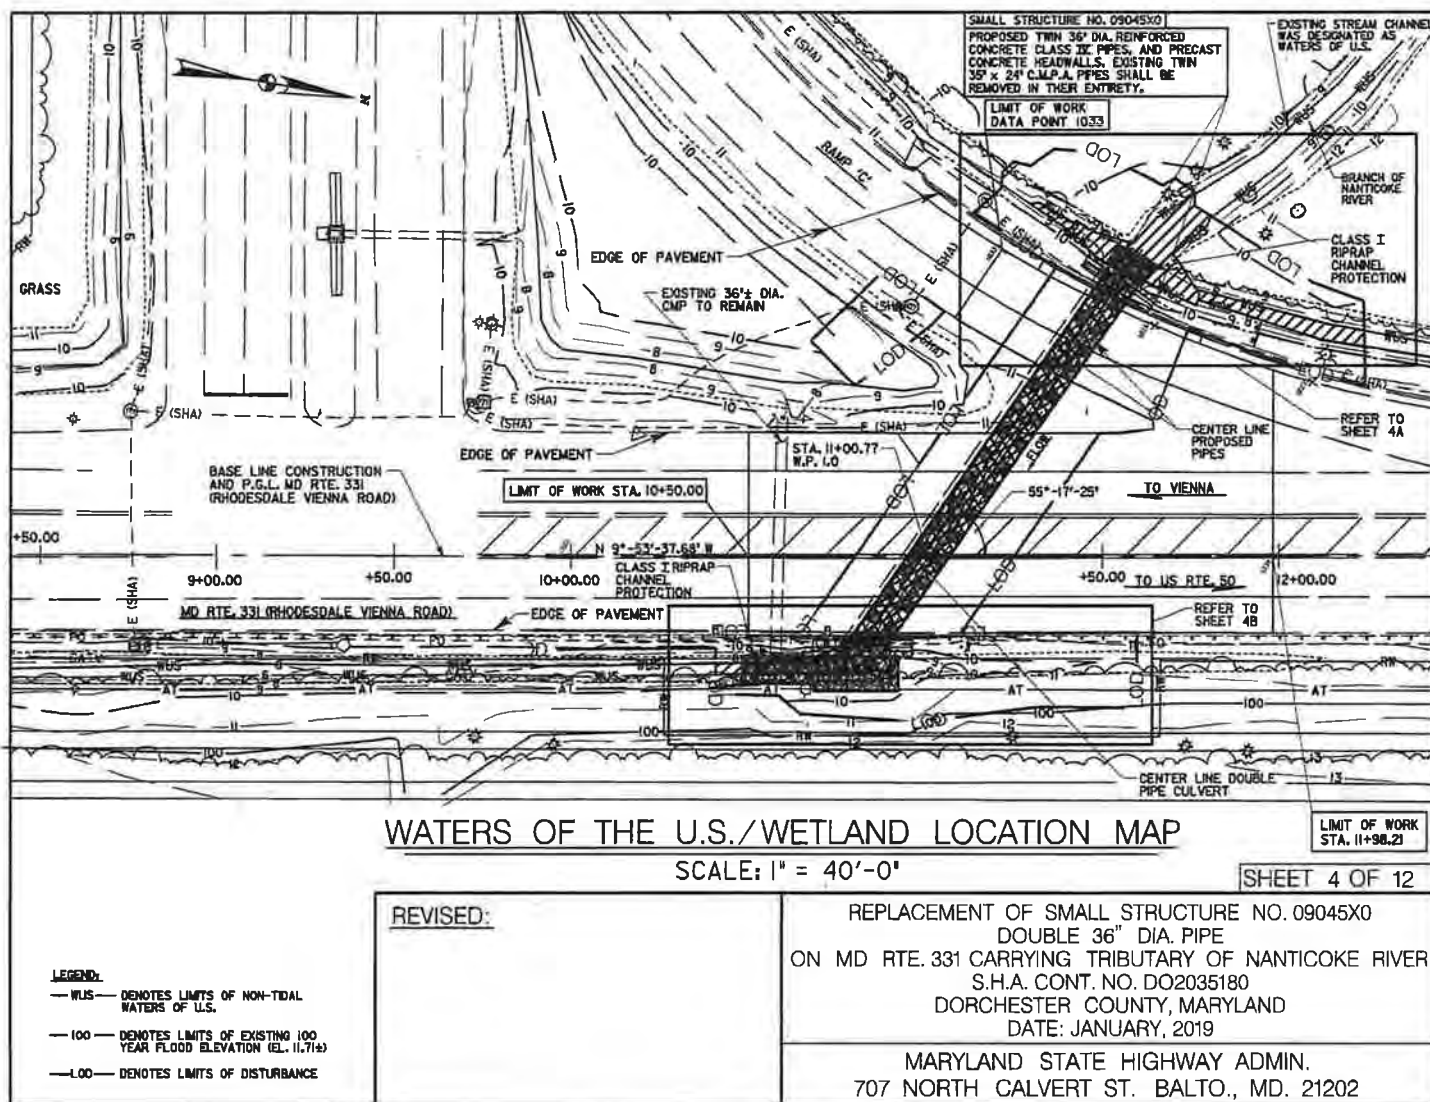 SMALL STRUCTURE NO. 09045X0
PROPOSED TWIN 36" DIA. REINFORCED
CONCRETE CLASS IV PIPES, AND PRECAST
CONCRETE HEADWALLS. EXISTING TWIN
35" x 24" C.M.P.A. PIPES SHALL BE
REMOVED IN THEIR ENTIRETY.
EXISTING STREAM CHANNEL
WAS DESIGNATED AS
WATERS OF U.S.
LIMIT OF WORK
DATA POINT 1033
RAMP 'C'
BRANCH OF
NANTICOKE
RIVER
CLASS I
RIPRAP
CHANNEL
PROTECTION
GRASS
EDGE OF PAVEMENT
EXISTING 36"± DIA.
CMP TO REMAIN
REFER TO
SHEET 4A
CENTER LINE
PROPOSED
PIPES
STA. 11+00.77
W.P. 1.0
EDGE OF PAVEMENT
BASE LINE CONSTRUCTION
AND P.G.L. MD RTE. 331
(RHODESDALE VIENNA ROAD)
LIMIT OF WORK STA. 10+50.00
55°-17'-25"
TO VIENNA
+50.00
9+00.00
+50.00
10+00.00
N 9°-53'-37.68" W
CLASS I RIPRAP
CHANNEL
PROTECTION
+50.00
TO US RTE. 50
12+00.00
MD RTE. 331 (RHODESDALE VIENNA ROAD)
EDGE OF PAVEMENT
REFER TO
SHEET 4B
CENTER LINE DOUBLE
PIPE CULVERT
LIMIT OF WORK
STA. 11+98.21
WATERS OF THE U.S./WETLAND LOCATION MAP
SCALE: 1" = 40'-0"
SHEET 4 OF 12
REVISED:
REPLACEMENT OF SMALL STRUCTURE NO. 09045X0
DOUBLE 36" DIA. PIPE
ON MD RTE. 331 CARRYING TRIBUTARY OF NANTICOKE RIVER
S.H.A. CONT. NO. DO2035180
DORCHESTER COUNTY, MARYLAND
DATE: JANUARY, 2019
MARYLAND STATE HIGHWAY ADMIN.
707 NORTH CALVERT ST. BALTO., MD. 21202
LEGEND:
WUS DENOTES LIMITS OF NON-TIDAL
WATERS OF U.S.
100 DENOTES LIMITS OF EXISTING 100
YEAR FLOOD ELEVATION (EL. 11.71±)
LOD DENOTES LIMITS OF DISTURBANCE